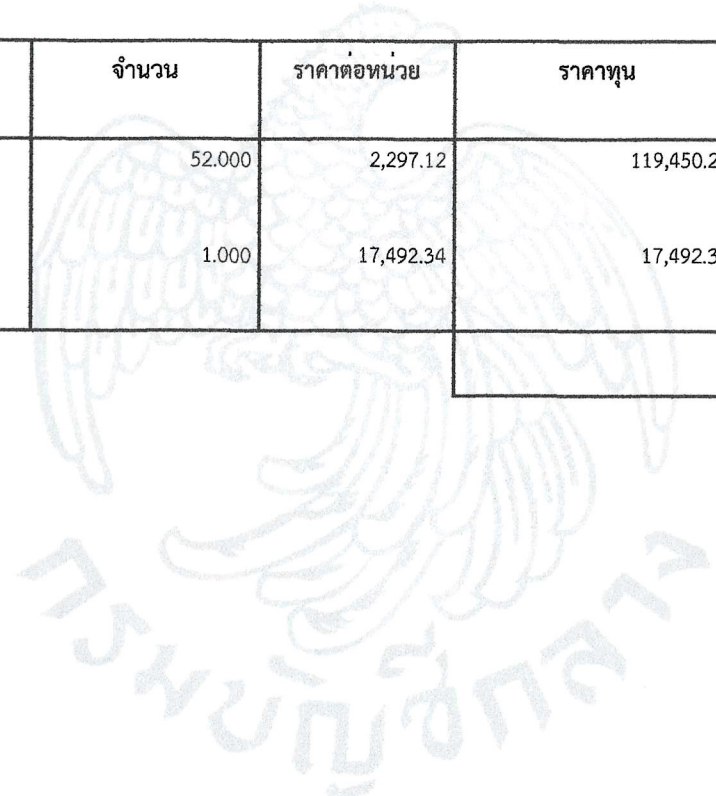 จำนวน ราคาต่อหน่วย ราคาทุน
52.000 2,297.12 119,450.2
1.000 17,492.34 17,492.3
กรมบัญชีกลาง